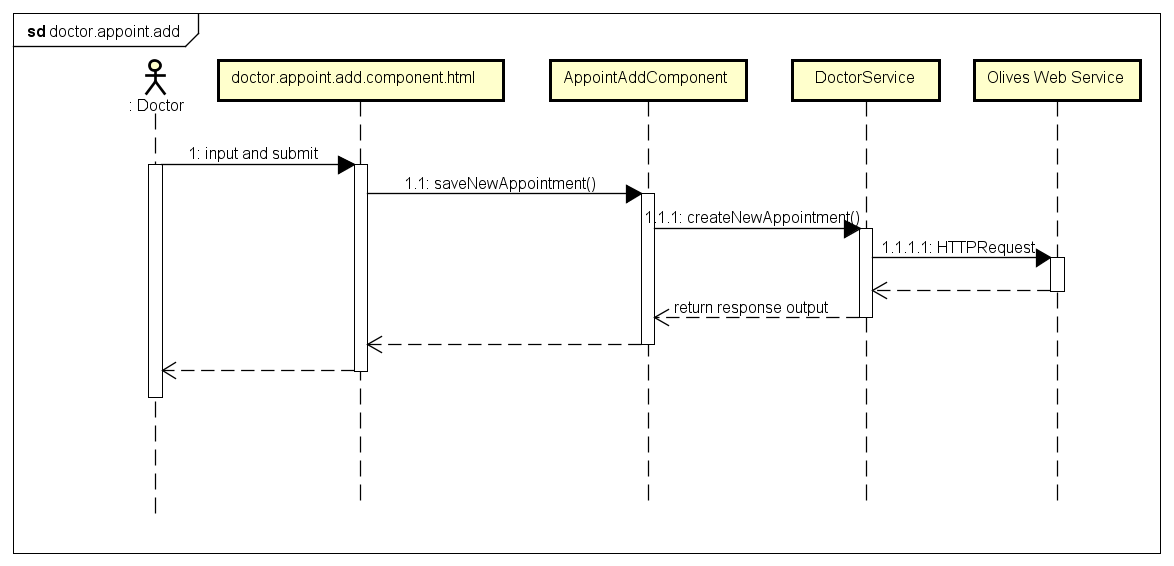 sd doctor.appoint.add
: Doctor
doctor.appoint.add.component.html
AppointAddComponent
DoctorService
Olives Web Service
1: input and submit
1.1: saveNewAppointment()
1.1.1: createNewAppointment()
1.1.1.1: HTTPRequest
return response output